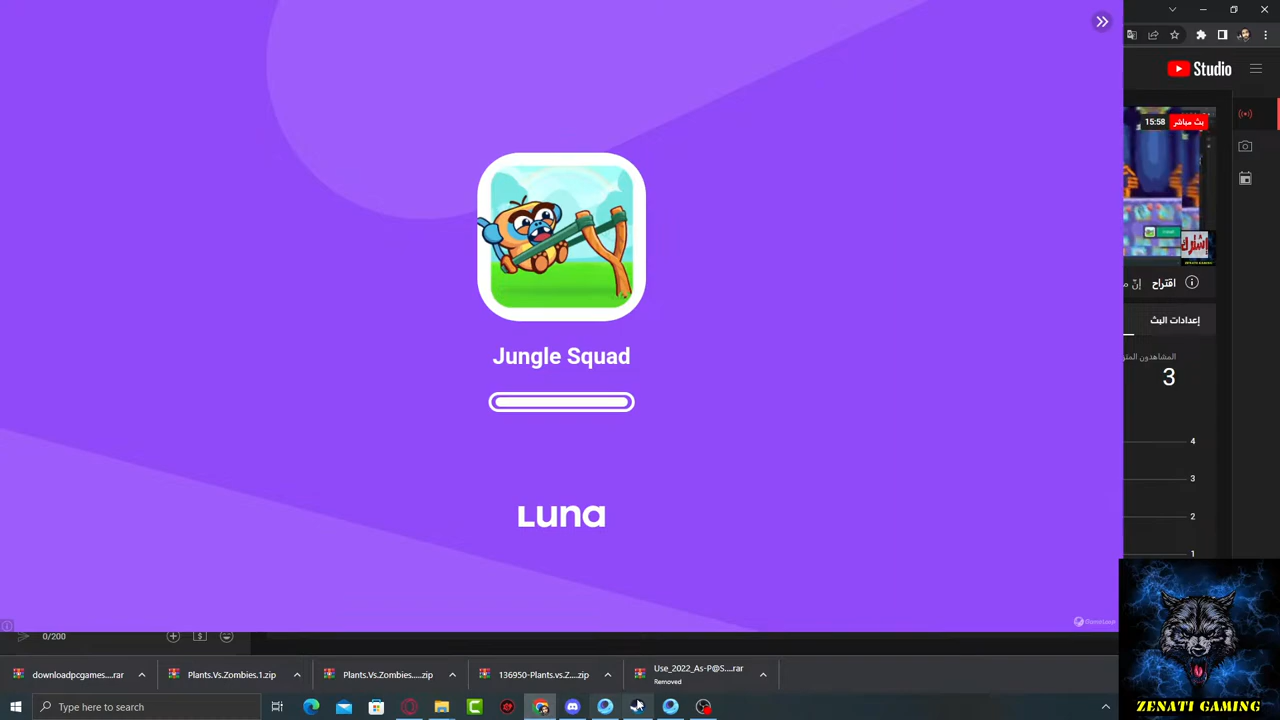 Studio
15:58
بث مباشر
إشترك
اقتراح
إعدادات البث
3
4
3
2
1
Jungle Squad
Luna
0/200
downloadpcgames....rar
Plants.Vs.Zombies.1.zip
Plants.Vs.Zombies....zip
136950-Plants.vs.Z....zip
Use_2022_As-P@S....rar
Removed
Type here to search
ZENATI GAMING